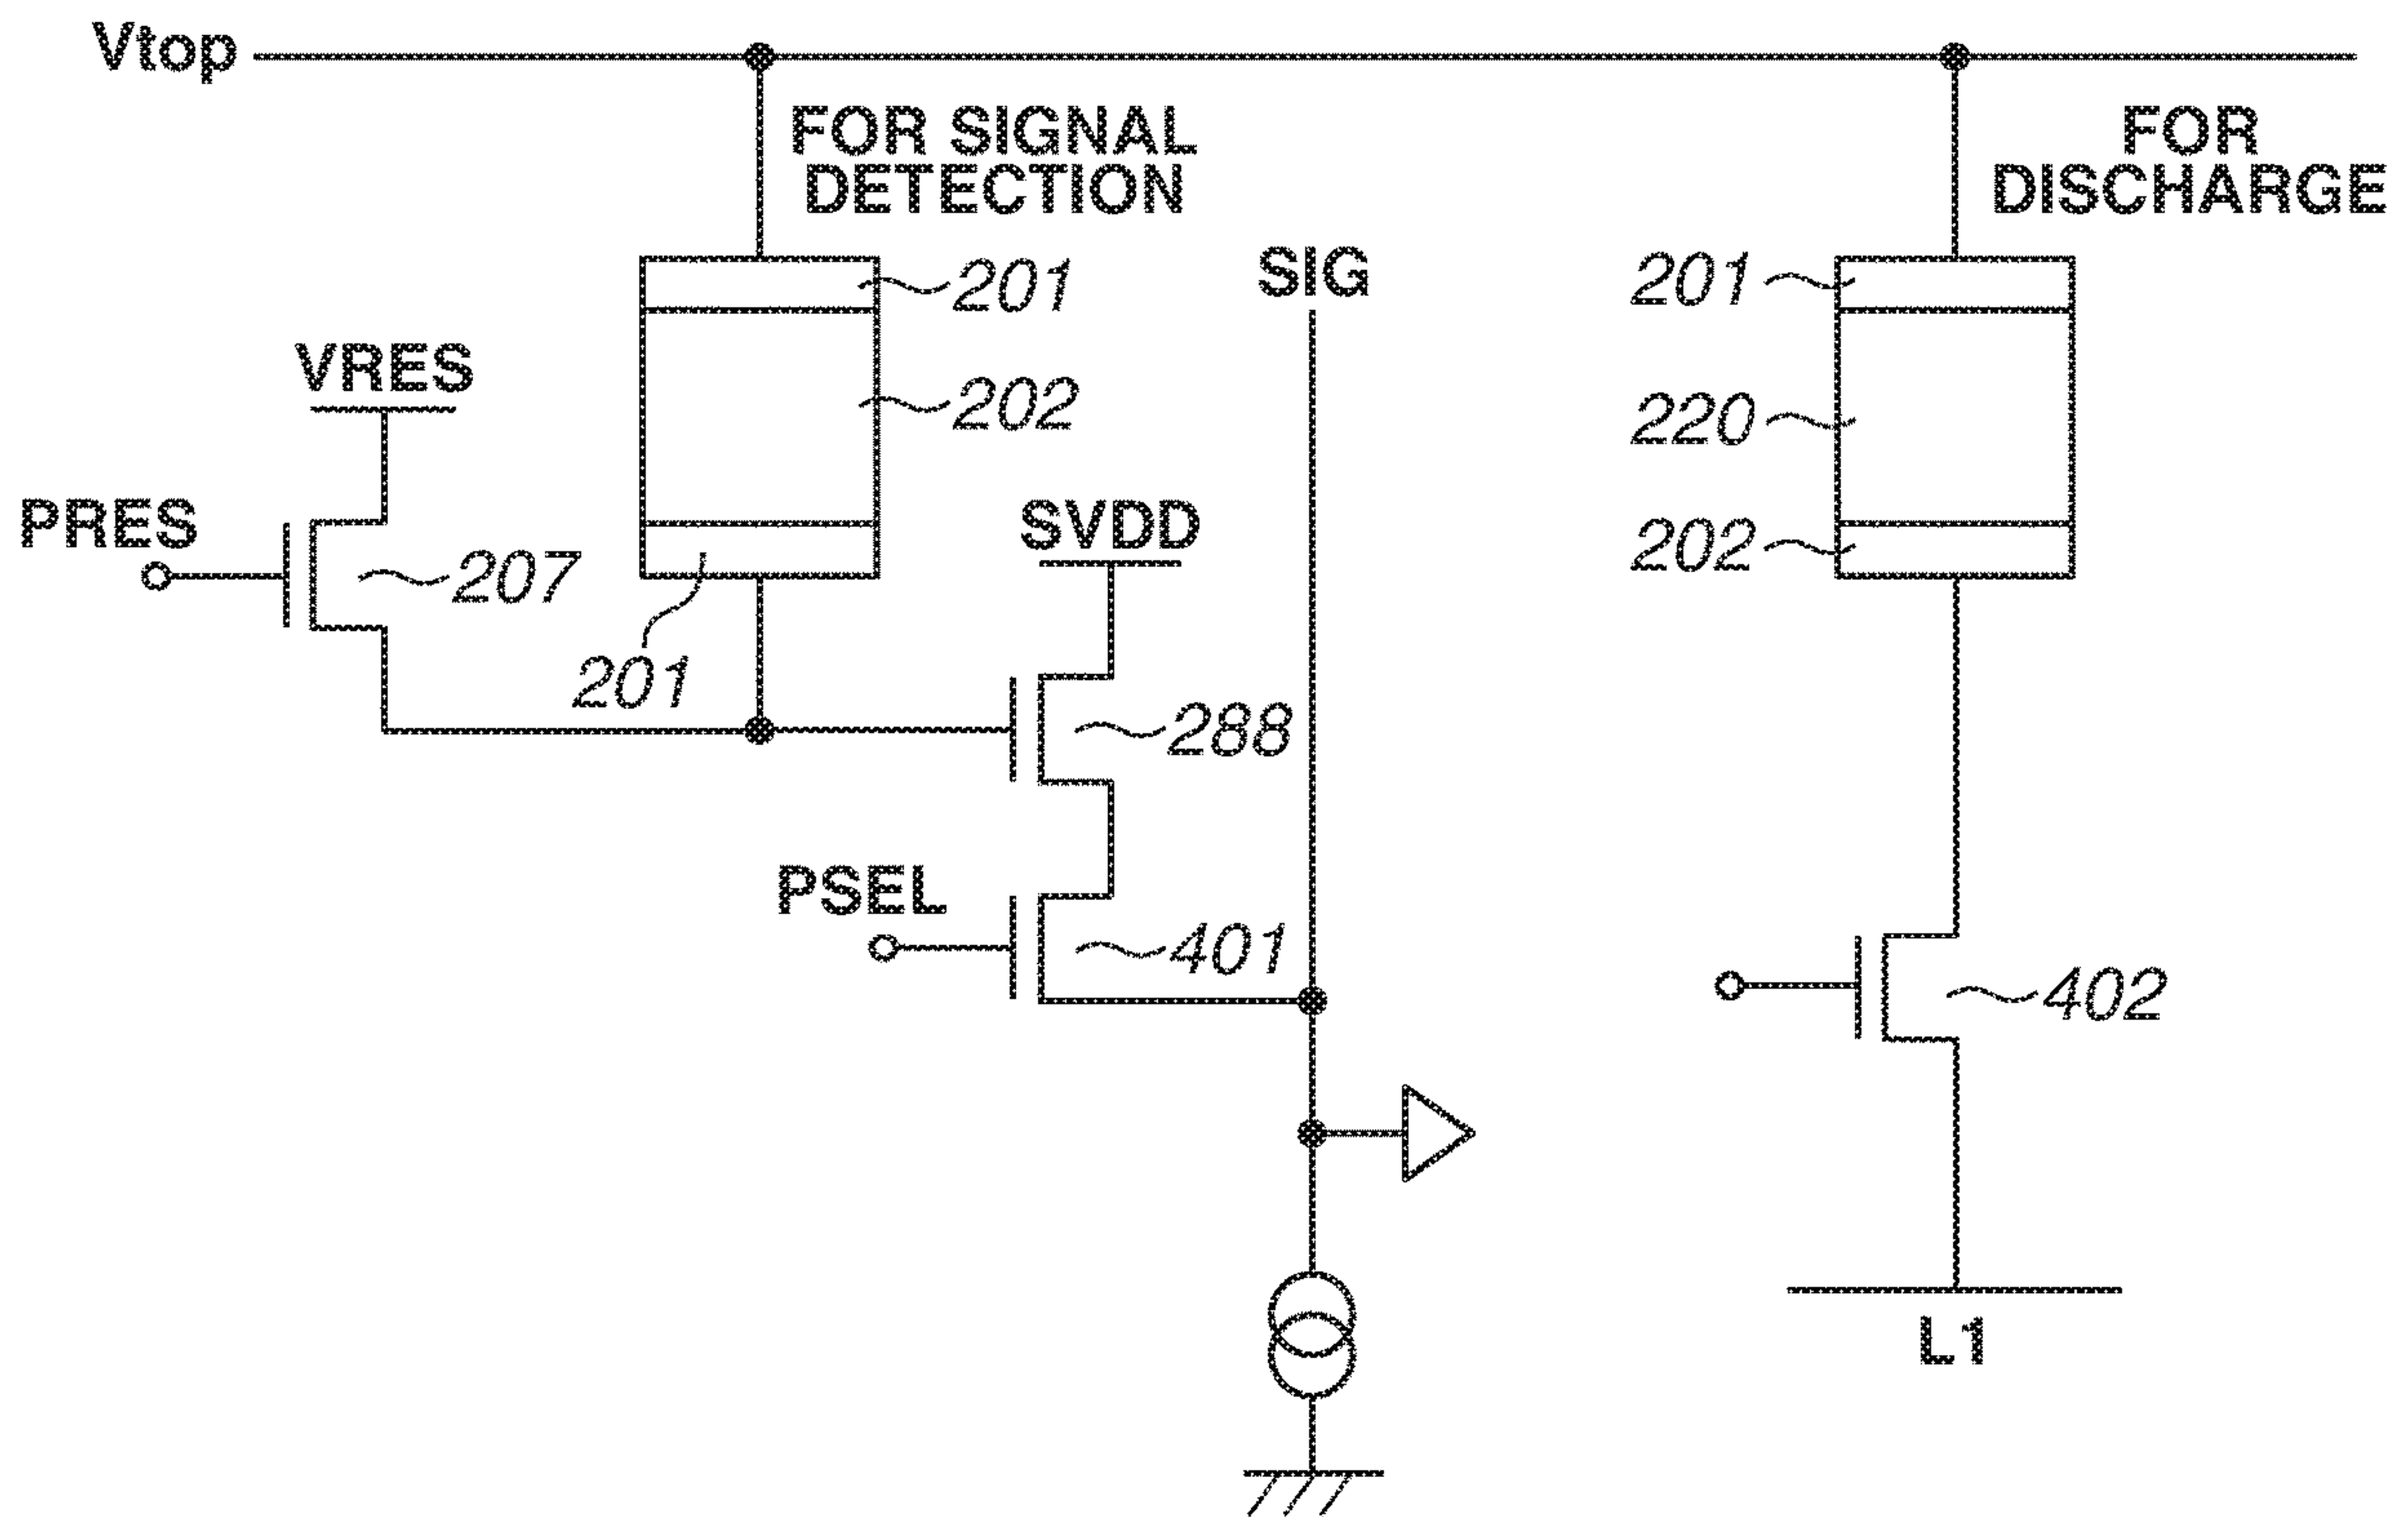 Vtop
FOR SIGNAL
DETECTION
FOR
DISCHARGE
SIG
201
201
VRES
202
220
PRES
SVDD
207
202
201
288
PSEL
401
402
L1